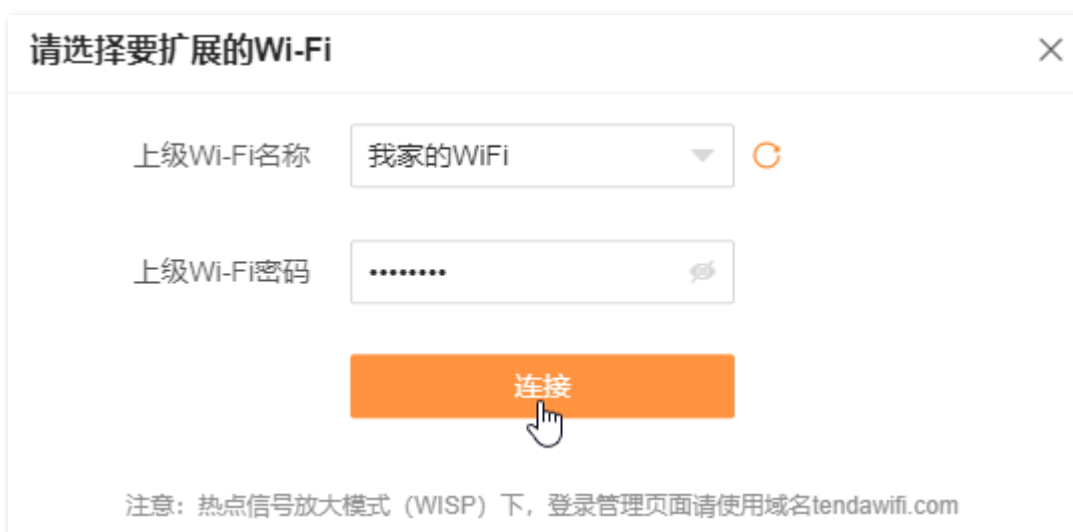 请选择要扩展的Wi-Fi
上级Wi-Fi名称 我家的WiFi
上级Wi-Fi密码 ••••••••
连接
注意：热点信号放大模式（WISP）下，登录管理页面请使用域名tendawifi.com